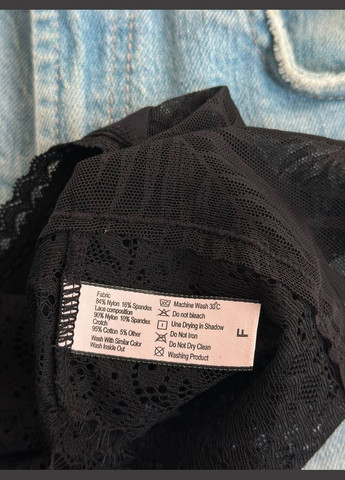 Fabric
84% Nylon 16% Spandex
Lace composition
90% Nylon 10% Spandex
Crotch
95% Cotton 5% Other
Wash With Similar Color
Wash Inside Out
Machine Wash 30°C
Do not bleach
Une Drying in Shadow
Do Not Iron
Do Not Dry Clean
Washing Product
F